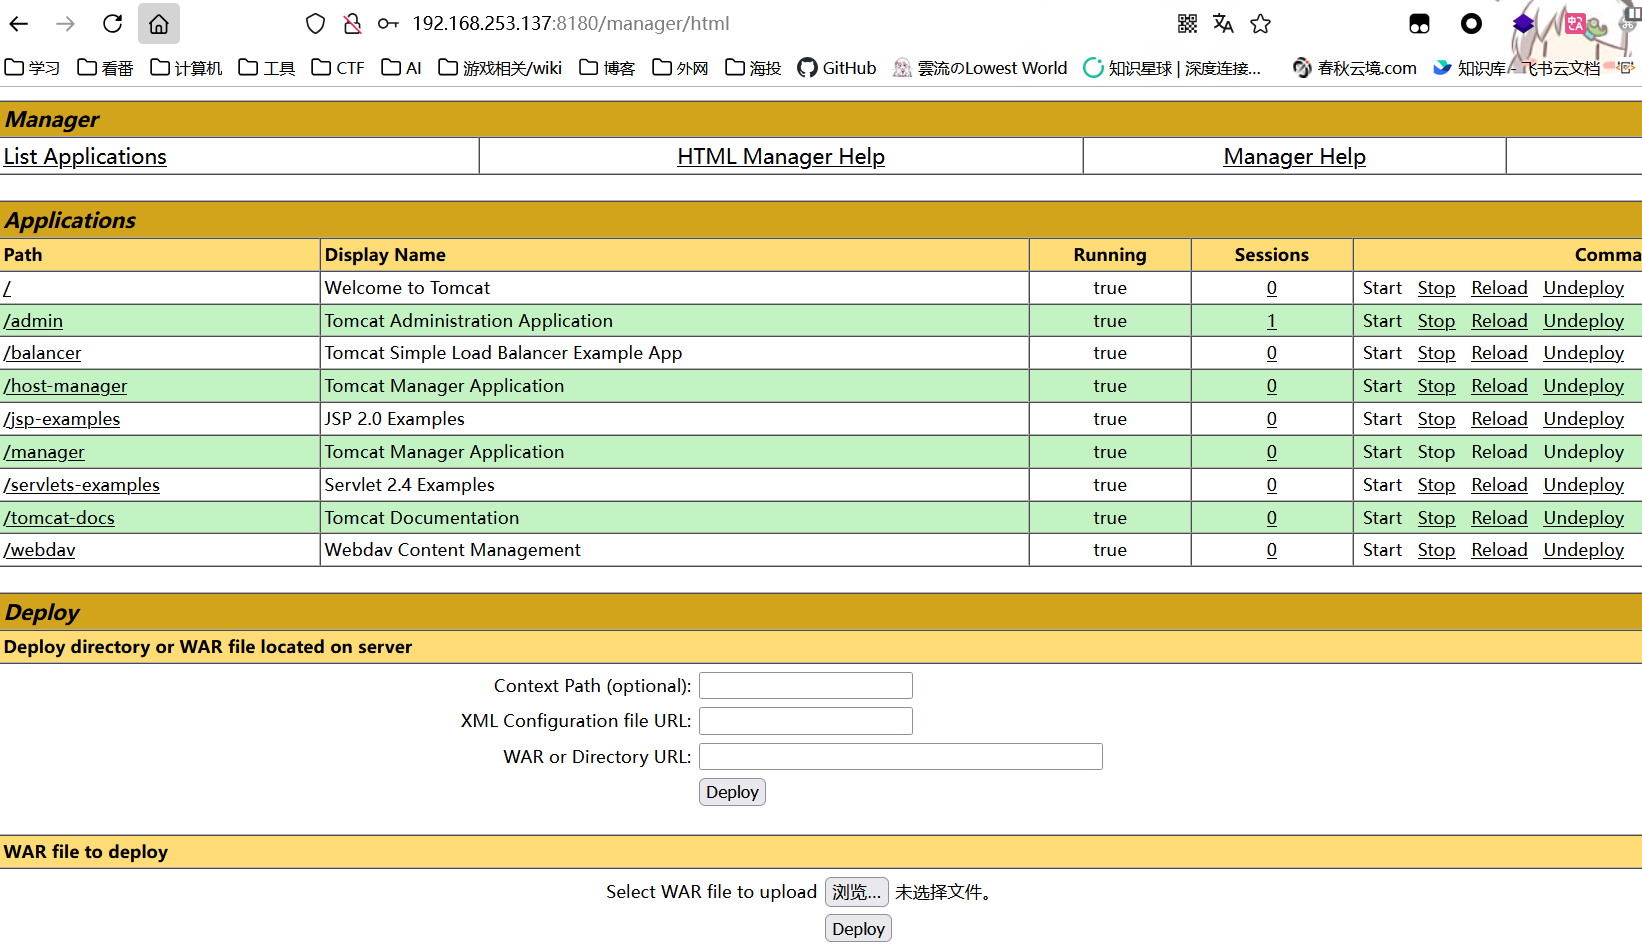 192.168.253.137:8180/manager/html
学习 看番 计算机 工具 CTF AI 游戏相关/wiki 博客 外网 海投 GitHub 雲流のLowest World 知识星球 | 深度连接... 春秋云境.com 知识库 - 飞书云文档
Manager
List Applications HTML Manager Help Manager Help
Applications
Path Display Name Running Sessions Comma
/ Welcome to Tomcat true 0 Start Stop Reload Undeploy
/admin Tomcat Administration Application true 1 Start Stop Reload Undeploy
/balancer Tomcat Simple Load Balancer Example App true 0 Start Stop Reload Undeploy
/host-manager Tomcat Manager Application true 0 Start Stop Reload Undeploy
/jsp-examples JSP 2.0 Examples true 0 Start Stop Reload Undeploy
/manager Tomcat Manager Application true 0 Start Stop Reload Undeploy
/servlets-examples Servlet 2.4 Examples true 0 Start Stop Reload Undeploy
/tomcat-docs Tomcat Documentation true 0 Start Stop Reload Undeploy
/webdav Webdav Content Management true 0 Start Stop Reload Undeploy
Deploy
Deploy directory or WAR file located on server
Context Path (optional):
XML Configuration file URL:
WAR or Directory URL:
Deploy
WAR file to deploy
Select WAR file to upload 浏览... 未选择文件。
Deploy